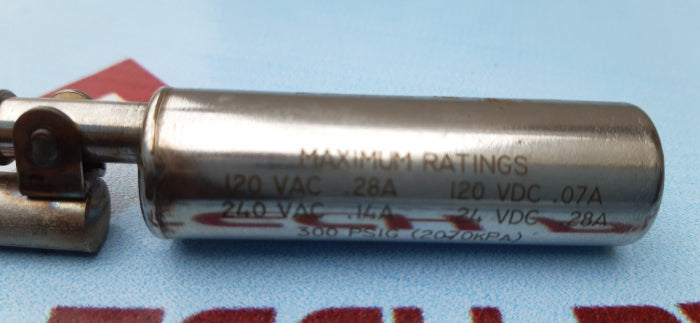 MAXIMUM RATINGS
120 VAC .28A 120 VDC .07A
240 VAC .14A 24 VDC .28A
300 PSIG (2070KPA)